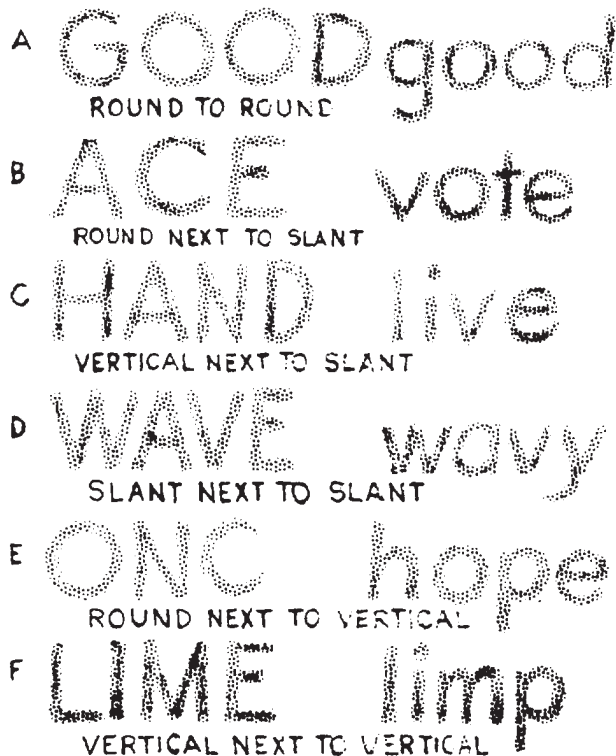 A GOOD good
ROUND TO ROUND
B ACE vote
ROUND NEXT TO SLANT
C HAND live
VERTICAL NEXT TO SLANT
D WAVE wavy
SLANT NEXT TO SLANT
E ONC hope
ROUND NEXT TO VERTICAL
F LIME limp
VERTICAL NEXT TO VERTICAL